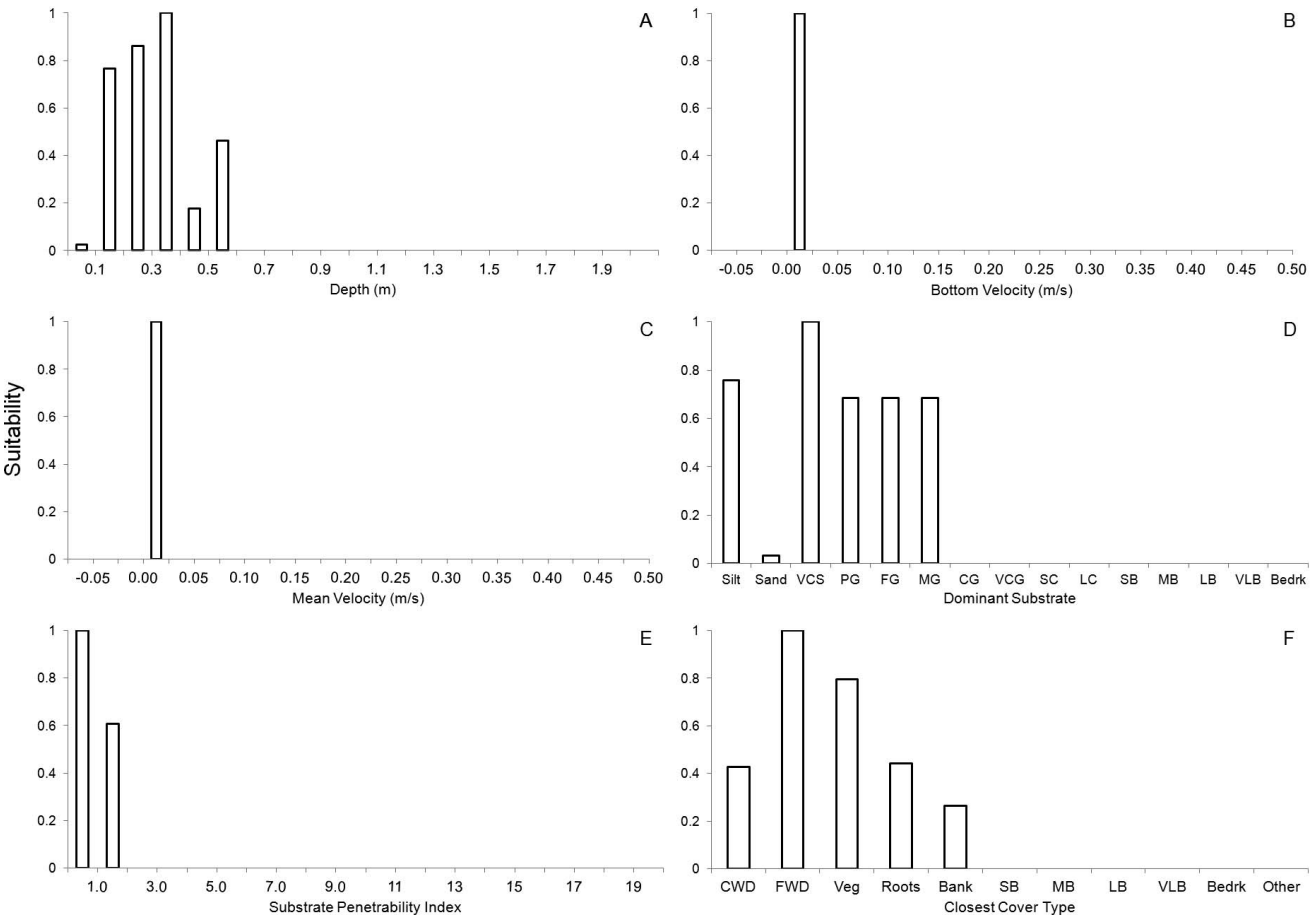 A
1
0.8
0.6
0.4
0.2
0
0.1 0.3 0.5 0.7 0.9 1.1 1.3 1.5 1.7 1.9
Depth (m)
B
1
0.8
0.6
0.4
0.2
0
-0.05 0.00 0.05 0.10 0.15 0.20 0.25 0.30 0.35 0.40 0.45 0.50
Bottom Velocity (m/s)
Suitability
C
1
0.8
0.6
0.4
0.2
0
-0.05 0.00 0.05 0.10 0.15 0.20 0.25 0.30 0.35 0.40 0.45 0.50
Mean Velocity (m/s)
D
1
0.8
0.6
0.4
0.2
0
Silt Sand VCS PG FG MG CG VCG SC LC SB MB LB VLB Bedrk
Dominant Substrate
E
1
0.8
0.6
0.4
0.2
0
1.0 3.0 5.0 7.0 9.0 11 13 15 17 19
Substrate Penetrability Index
F
1
0.8
0.6
0.4
0.2
0
CWD FWD Veg Roots Bank SB MB LB VLB Bedrk Other
Closest Cover Type